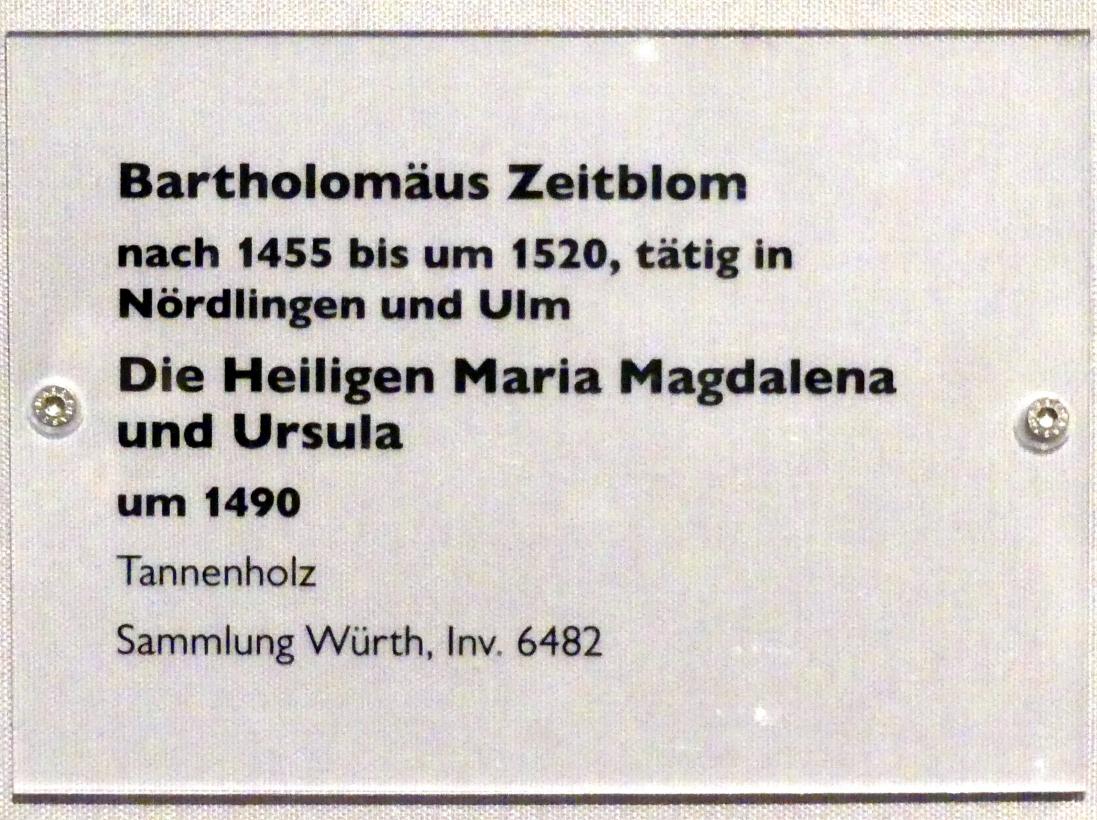 Bartholomäus Zeitblom
nach 1455 bis um 1520, tätig in
Nördlingen und Ulm
Die Heiligen Maria Magdalena
und Ursula
um 1490
Tannenholz
Sammlung Würth, Inv. 6482